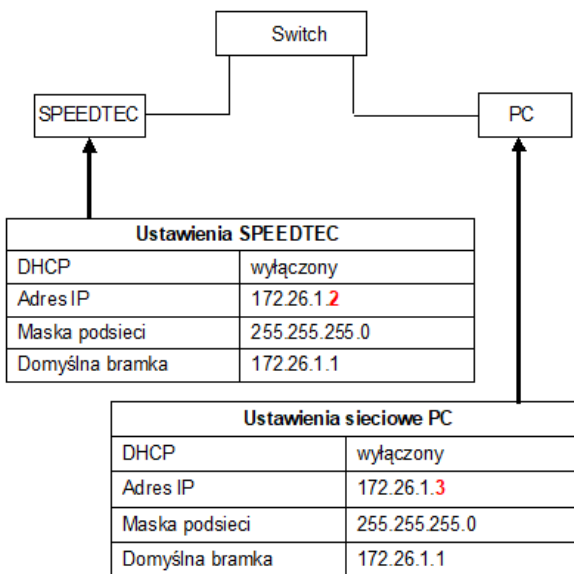 Switch
SPEEDTEC
PC
Ustawienia SPEEDTEC
DHCP wyłączony
Adres IP 172.26.1.2
Maska podsieci 255.255.255.0
Domyślna bramka 172.26.1.1
Ustawienia sieciowe PC
DHCP wyłączony
Adres IP 172.26.1.3
Maska podsieci 255.255.255.0
Domyślna bramka 172.26.1.1